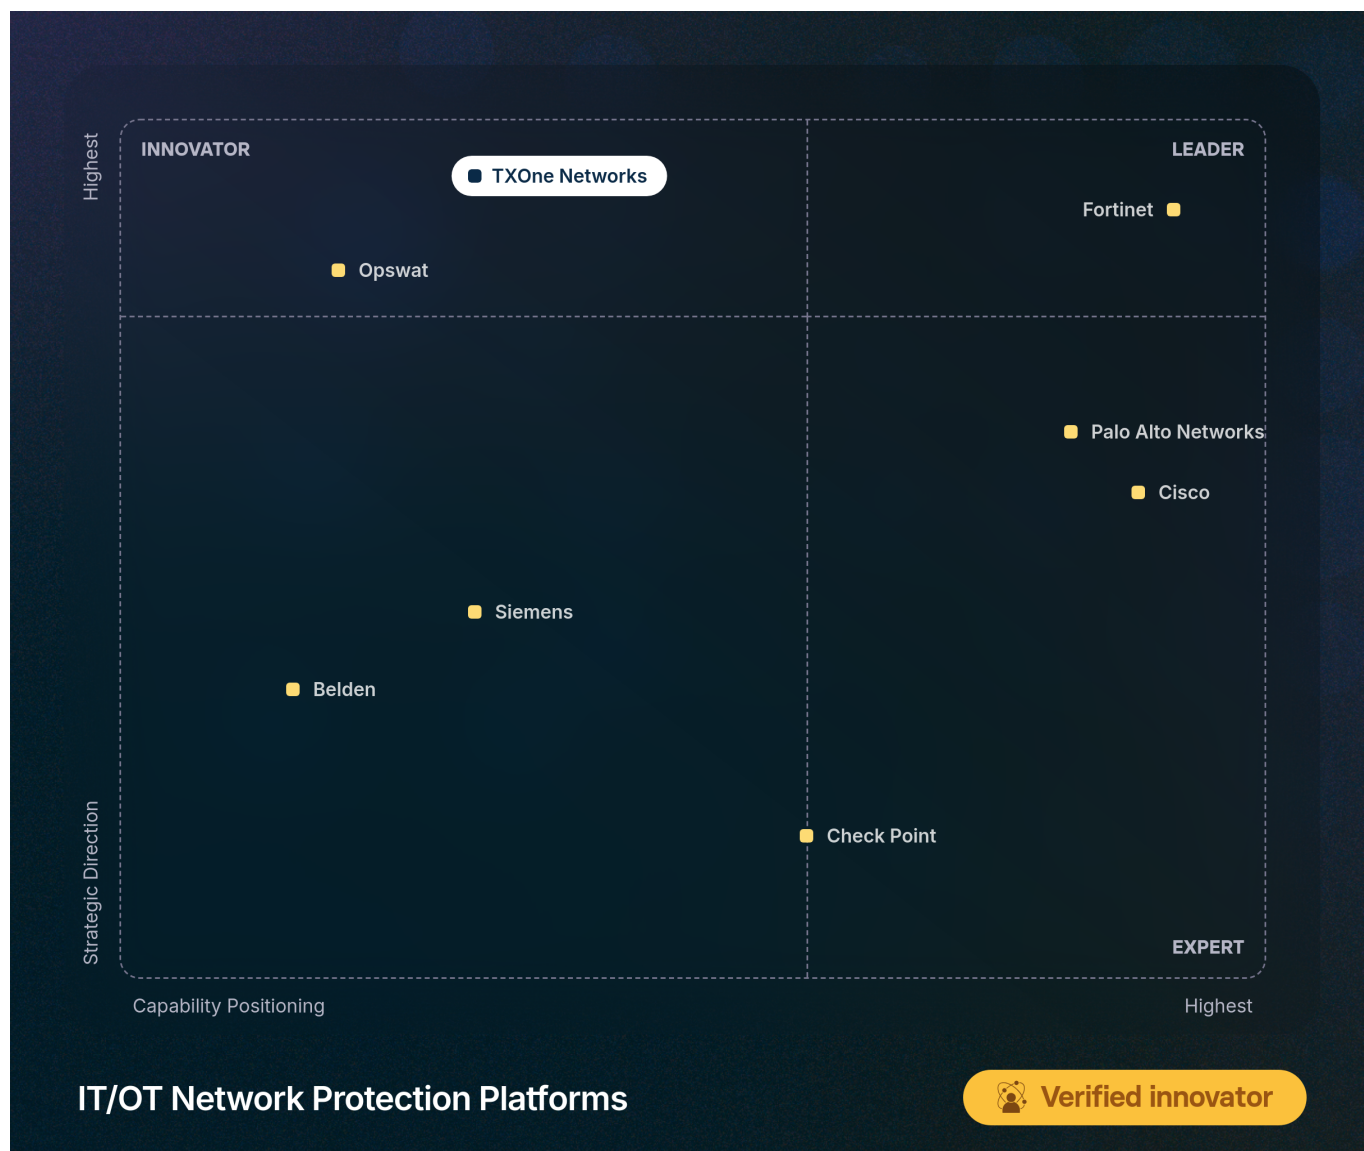 Highest
INNOVATOR
LEADER
TXOne Networks
Fortinet
Opswat
Palo Alto Networks
Cisco
Siemens
Belden
Check Point
Strategic Direction
EXPERT
Capability Positioning
Highest
IT/OT Network Protection Platforms
Verified innovator